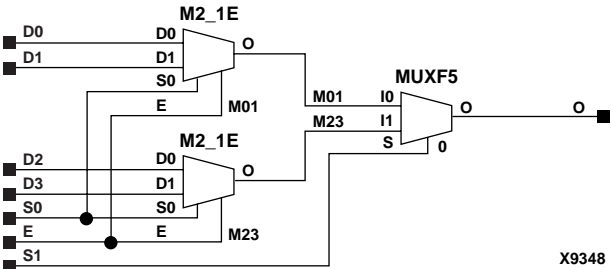 M2_1E
D0 D0
O
D1 D1
S0
MUXF5
E M01
M01 I0
O O
M23 I1
M2_1E
S 0
D2 D0
O
D3 D1
S0 S0
E E M23
S1
X9348